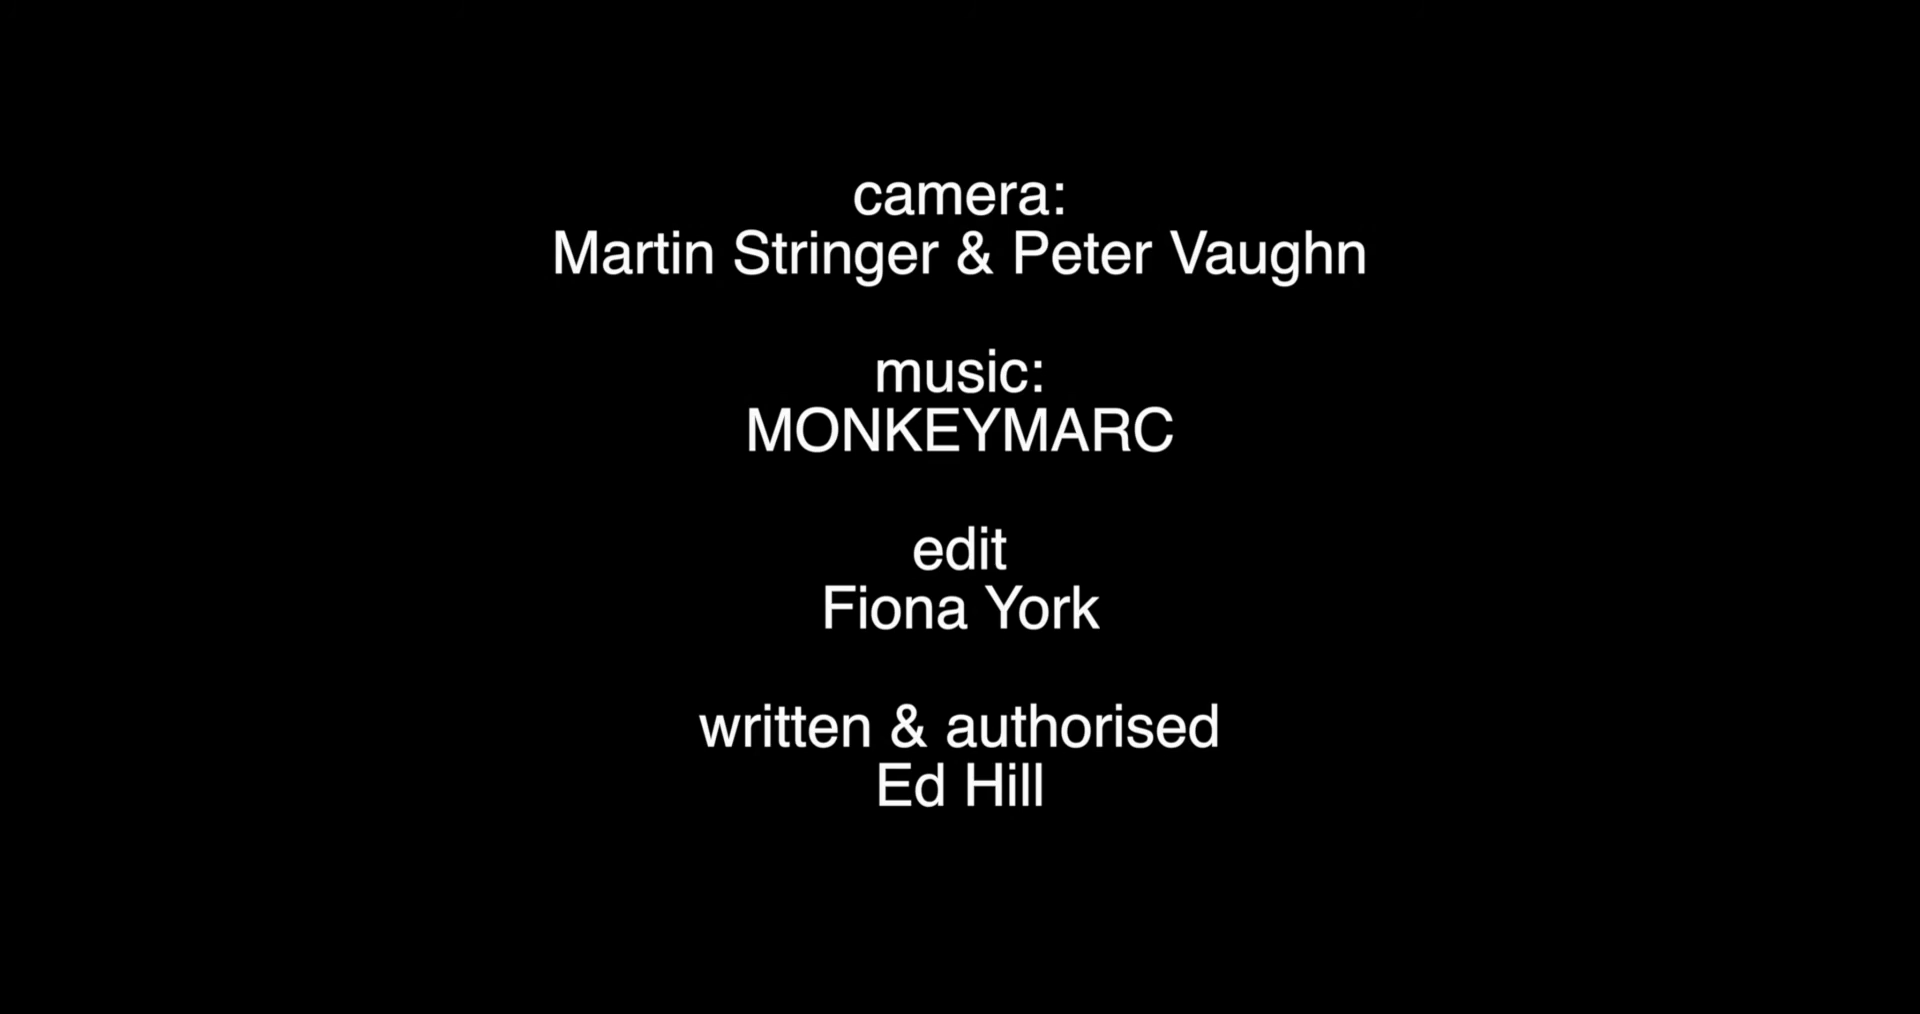 camera:
Martin Stringer & Peter Vaughn
music:
MONKEYMARC
edit
Fiona York
written & authorised
Ed Hill